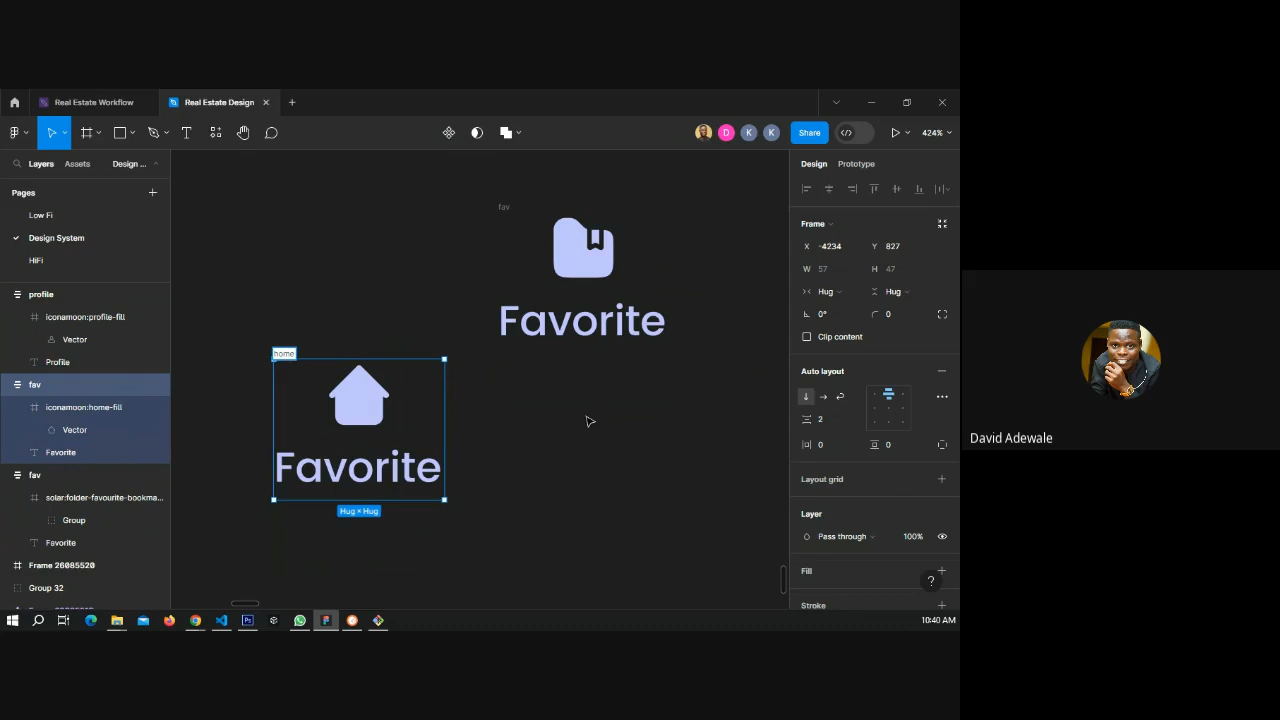 Real Estate Workflow
Real Estate Design
D
K
K
Share
424%
Layers
Assets
Design ...
Design
Prototype
Pages
Low Fi
Design System
HiFi
profile
iconamoon:profile-fill
Vector
Profile
fav
iconamoon:home-fill
Vector
Favorite
fav
solar:folder-favourite-bookma...
Group
Favorite
Frame 26085520
Group 32
fav
Favorite
home
Favorite
Hug × Hug
Frame
X -4234
Y 827
W 57
H 47
Hug
Hug
0°
0
Clip content
Auto layout
2
0
0
Layout grid
Layer
Pass through
100%
Fill
?
Stroke
Ps
10:40 AM
David Adewale